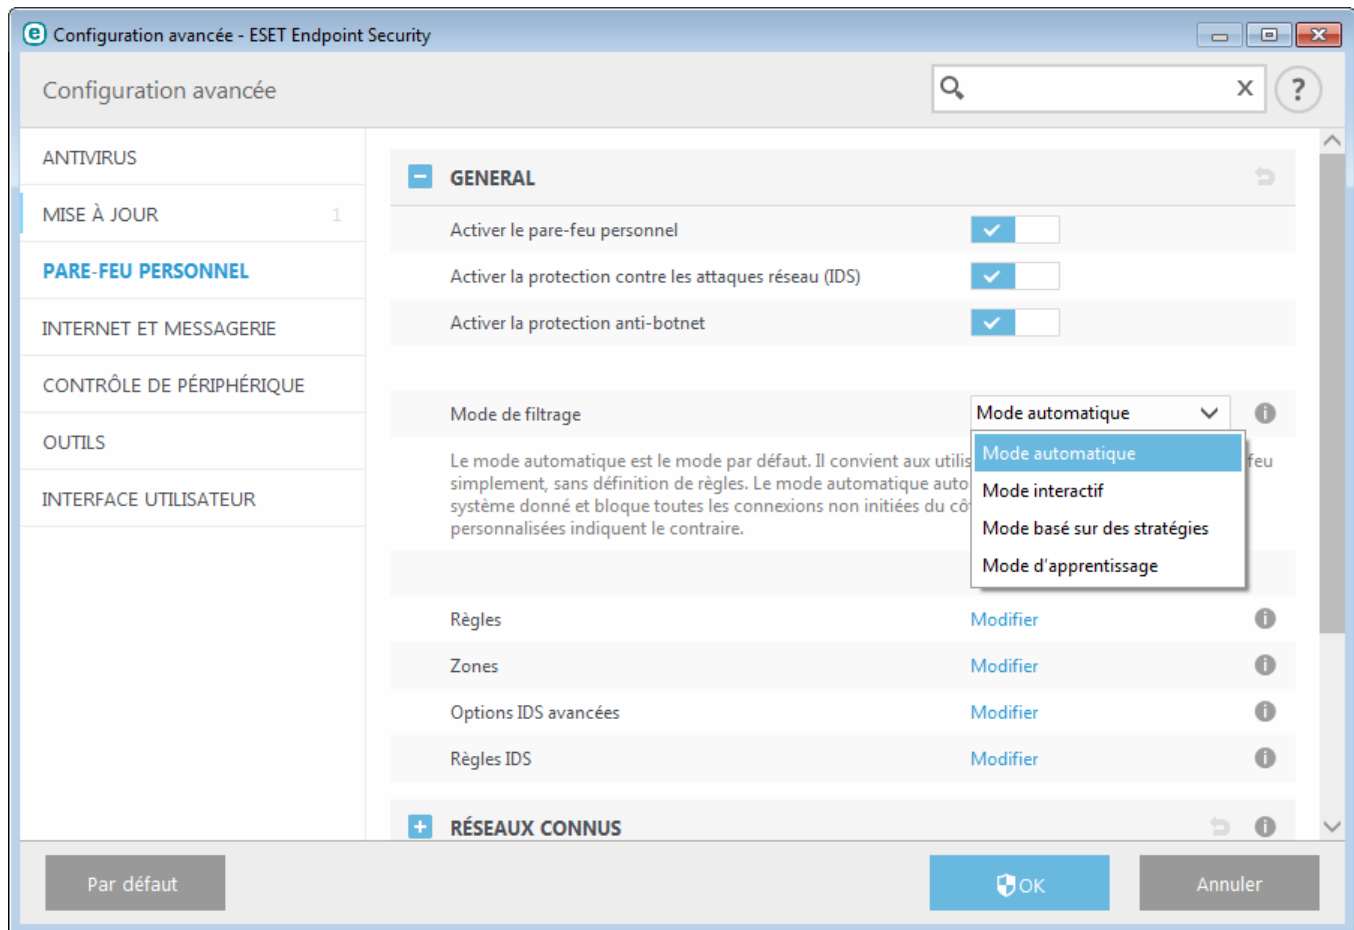 Configuration avancée - ESET Endpoint Security
Configuration avancée
ANTIVIRUS
MISE À JOUR 1
PARE-FEU PERSONNEL
INTERNET ET MESSAGERIE
CONTRÔLE DE PÉRIPHÉRIQUE
OUTILS
INTERFACE UTILISATEUR
GENERAL
Activer le pare-feu personnel
Activer la protection contre les attaques réseau (IDS)
Activer la protection anti-botnet
Mode de filtrage Mode automatique
Le mode automatique est le mode par défaut. Il convient aux utilis feu
simplement, sans définition de règles. Le mode automatique auto
système donné et bloque toutes les connexions non initiées du cô
personnalisées indiquent le contraire.
Mode automatique
Mode interactif
Mode basé sur des stratégies
Mode d'apprentissage
Règles Modifier
Zones Modifier
Options IDS avancées Modifier
Règles IDS Modifier
RÉSEAUX CONNUS
Par défaut
OK
Annuler